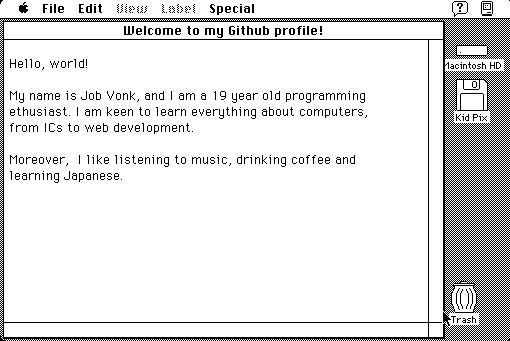 File Edit View Label Special
Welcome to my Github profile!
Hello, world!
My name is Job Vonk, and I am a 19 year old programming
ethusiast. I am keen to learn everything about computers,
from ICs to web development.
Moreover,  I like listening to music, drinking coffee and
learning Japanese.
Macintosh HD
Kid Pix
Trash